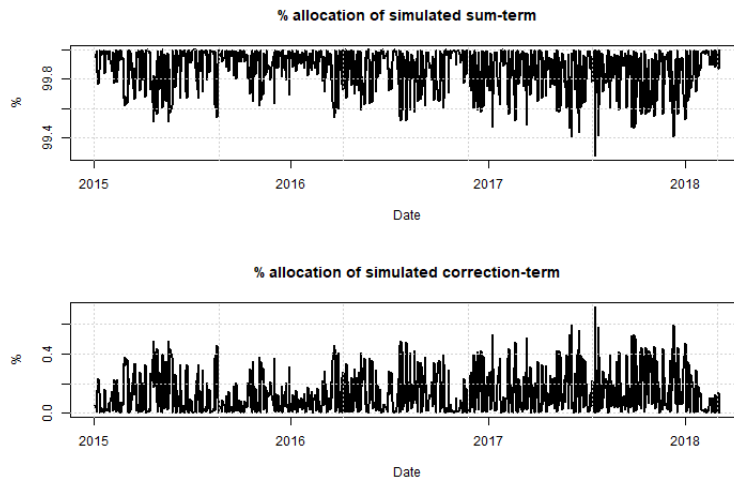 % allocation of simulated sum-term
99.8
99.4
%
2015 2016 2017 2018
Date
% allocation of simulated correction-term
0.4
0.0
%
2015 2016 2017 2018
Date